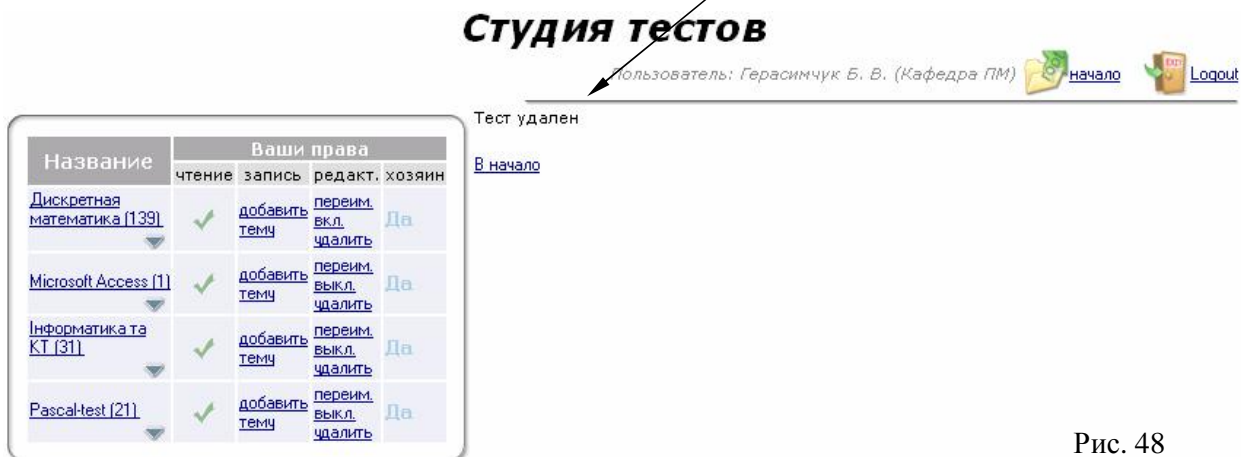 Студия тестов
Пользователь: Герасимчук Б. В. (Кафедра ПМ) начало Logout
Тест удален
В начало
Название
Ваши права
чтение запись редакт. хозяин
Дискретная математика (139)
добавить тему
переим.
вкл.
удалить
Да
Microsoft Access (1)
добавить тему
переим.
выкл.
удалить
Да
Інформатика та КТ (31)
добавить тему
переим.
выкл.
удалить
Да
Pascal-test (21)
добавить тему
переим.
выкл.
удалить
Да
Рис. 48